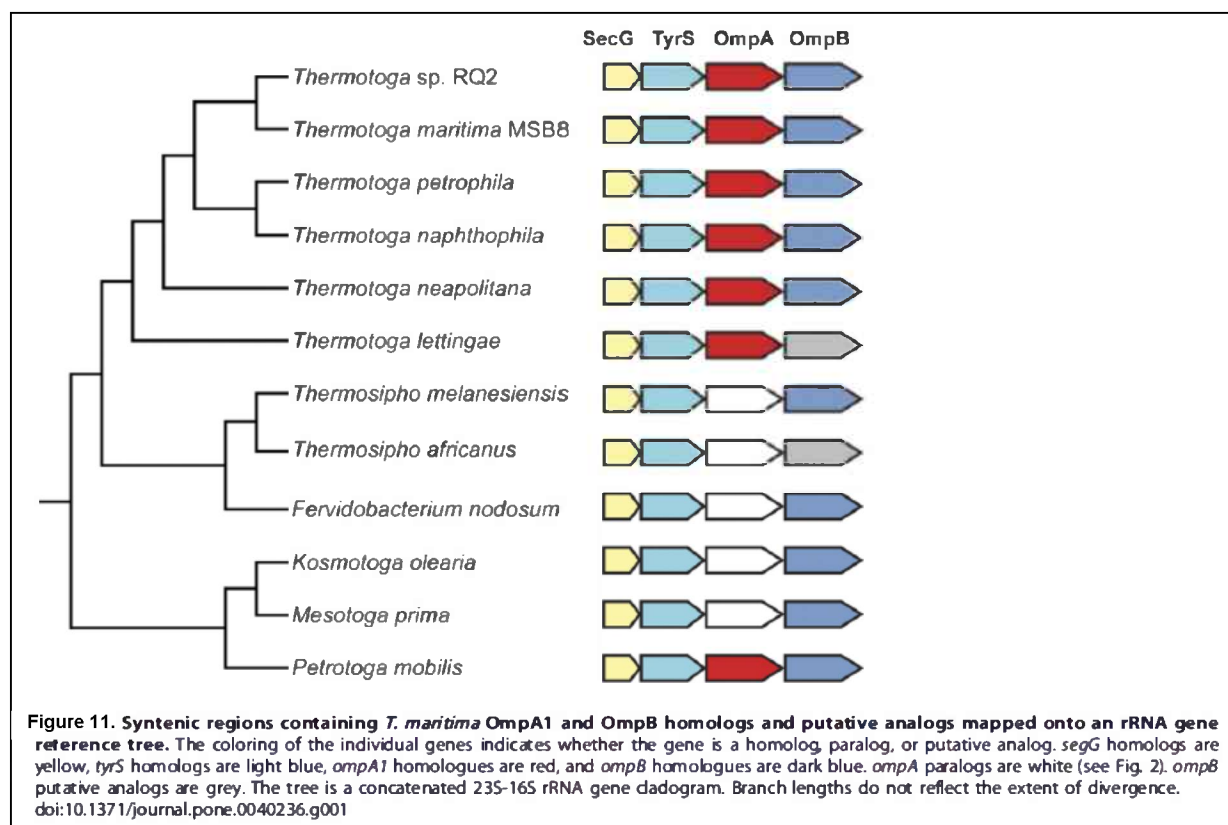 SecG TyrS OmpA OmpB
Thermotoga sp. RQ2
Thermotoga maritima MSB8
Thermotoga petrophila
Thermotoga naphthophila
Thermotoga neapolitana
Thermotoga lettingae
Thermosipho melanesiensis
Thermosipho africanus
Fervidobacterium nodosum
Kosmotoga olearia
Mesotoga prima
Petrotoga mobilis
Figure 11. Syntenic regions containing T. maritima OmpA1 and OmpB homologs and putative analogs mapped onto an rRNA gene
reterence tree. The coloring of the individual genes indicates whether the gene is a homolog, paralog, or putative analog. segG homologs are
yellow, tyrS homologs are light blue, ompA1 homologues are red, and ompB homologues are dark blue. ompA paralogs are white (see Fig. 2). ompB
putative analogs are grey. The tree is a concatenated 23S-16S rRNA gene cladogram. Branch lengths do not reflect the extent of divergence.
doi:10.1371/journal.pone.0040236.g001